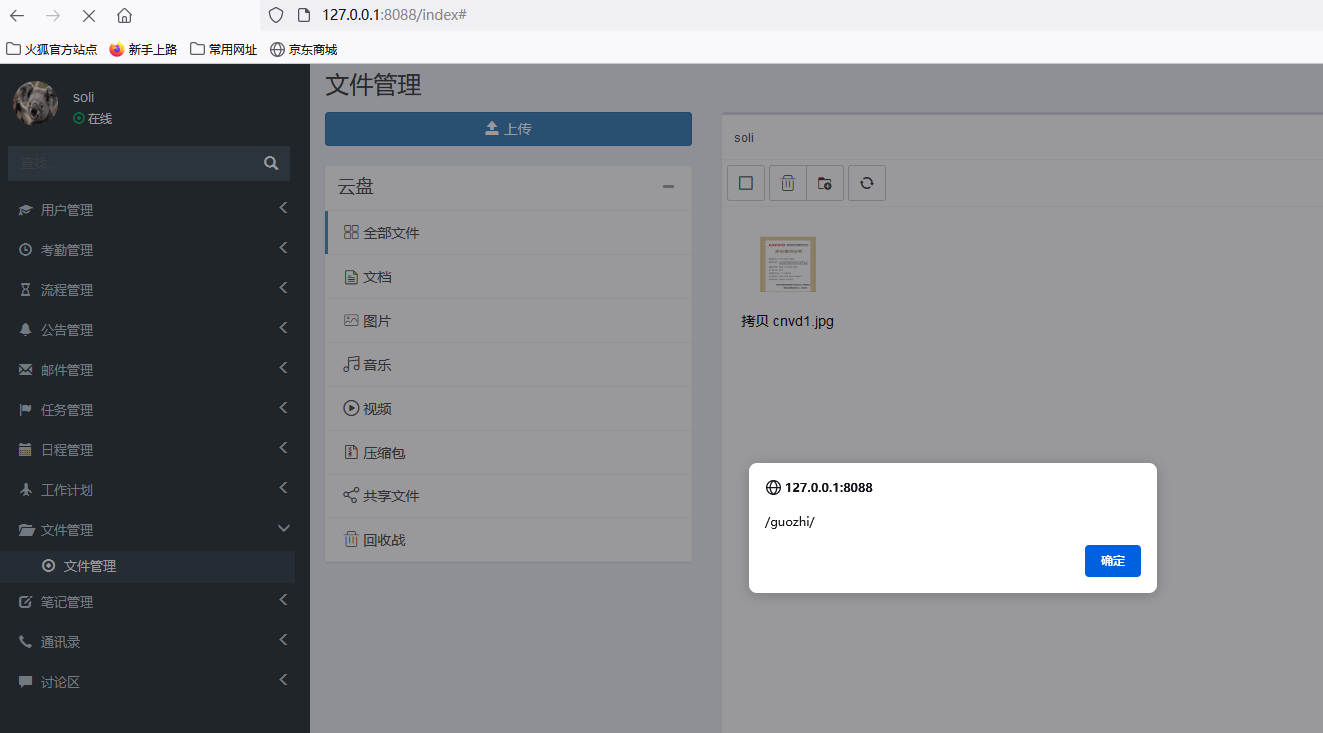 127.0.0.1:8088/index#
火狐官方站点 新手上路 常用网址 京东商城
soli
在线
查找...
用户管理
考勤管理
流程管理
公告管理
邮件管理
任务管理
日程管理
工作计划
文件管理
文件管理
笔记管理
通讯录
讨论区
文件管理
上传
云盘
全部文件
文档
图片
音乐
视频
压缩包
共享文件
回收战
soli
拷贝 cnvd1.jpg
127.0.0.1:8088
/guozhi/
确定